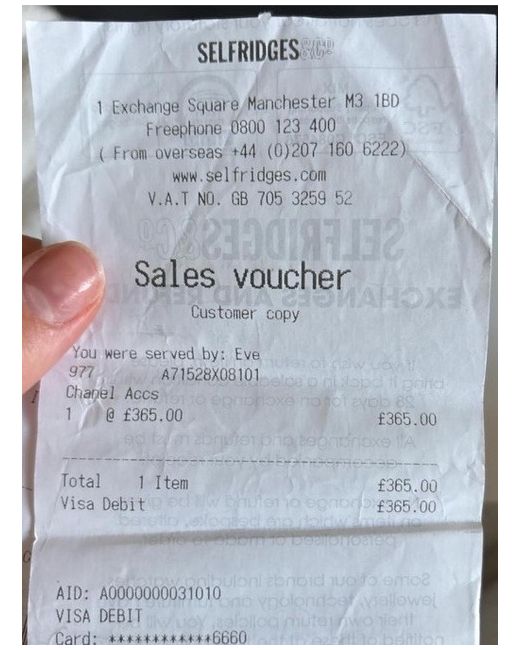 SELFRIDGES&CO
1 Exchange Square Manchester M3 1BD
Freephone 0800 123 400
( From overseas +44 (0)207 160 6222)
www.selfridges.com
V.A.T NO. GB 705 3259 52
Sales voucher
Customer copy
You were served by: Eve
977 A71528X08101
Chanel Accs
1 @ £365.00 £365.00
Total 1 Item £365.00
Visa Debit £365.00
AID: A0000000031010
VISA DEBIT
Card: ************6660